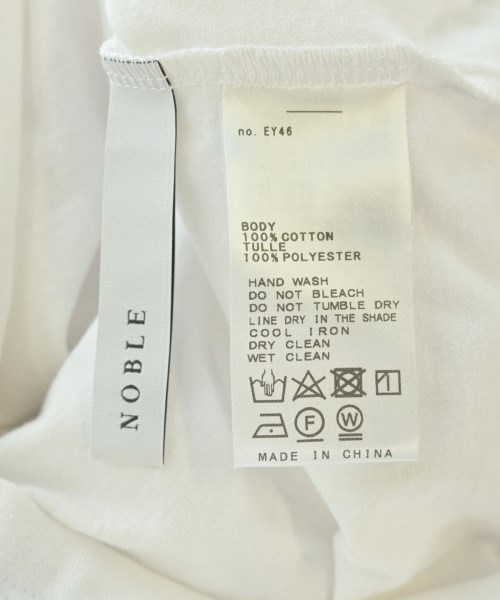 NOBLE
no. EY46
BODY
100% COTTON
TULLE
100% POLYESTER
HAND WASH
DO NOT BLEACH
DO NOT TUMBLE DRY
LINE DRY IN THE SHADE
COOL IRON
DRY CLEAN
WET CLEAN
F
W
MADE IN CHINA